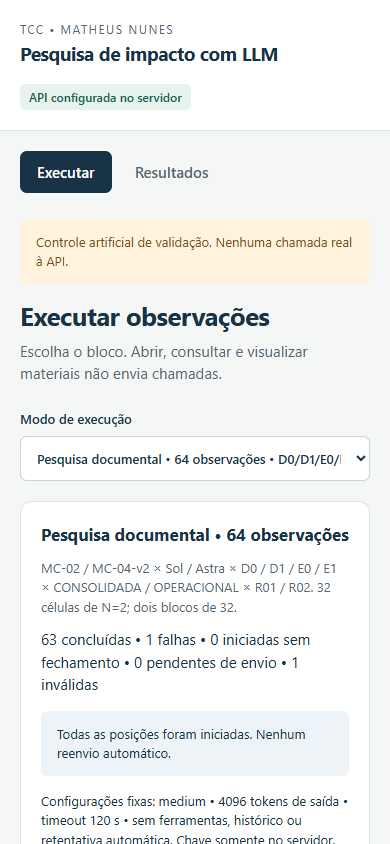 TCC • MATHEUS NUNES
Pesquisa de impacto com LLM
API configurada no servidor
Executar
Resultados
Controle artificial de validação. Nenhuma chamada real
à API.
Executar observações
Escolha o bloco. Abrir, consultar e visualizar
materiais não envia chamadas.
Modo de execução
Pesquisa documental • 64 observações • D0/D1/E0/
Pesquisa documental • 64 observações
MC-02 / MC-04-v2 × Sol / Astra × D0 / D1 / E0 / E1
× CONSOLIDADA / OPERACIONAL × R01 / R02. 32
células de N=2; dois blocos de 32.
63 concluídas • 1 falhas • 0 iniciadas sem
fechamento • 0 pendentes de envio • 1
inválidas
Todas as posições foram iniciadas. Nenhum
reenvio automático.
Configurações fixas: medium • 4096 tokens de saída •
timeout 120 s • sem ferramentas, histórico ou
retentativa automática. Chave somente no servidor.